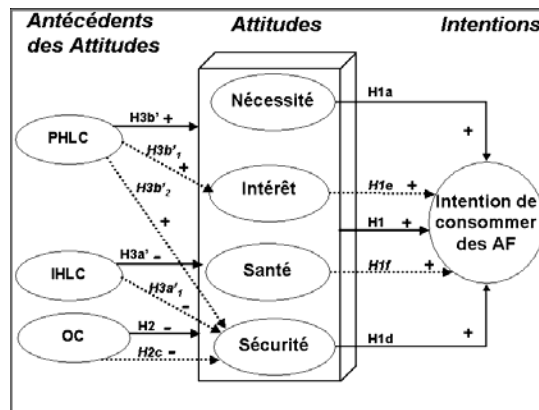 Antécédents
des Attitudes
Attitudes
Intentions
PHLC
IHLC
OC
H3b' +
H3b'₁
+
H3b'₂
+
H3a' -
H3a'₁
-
H2 -
H2c -
Nécessité
Intérêt
Santé
Sécurité
H1a
+
H1e +
H1 +
H1f +
H1d
+
Intention de
consommer
des AF